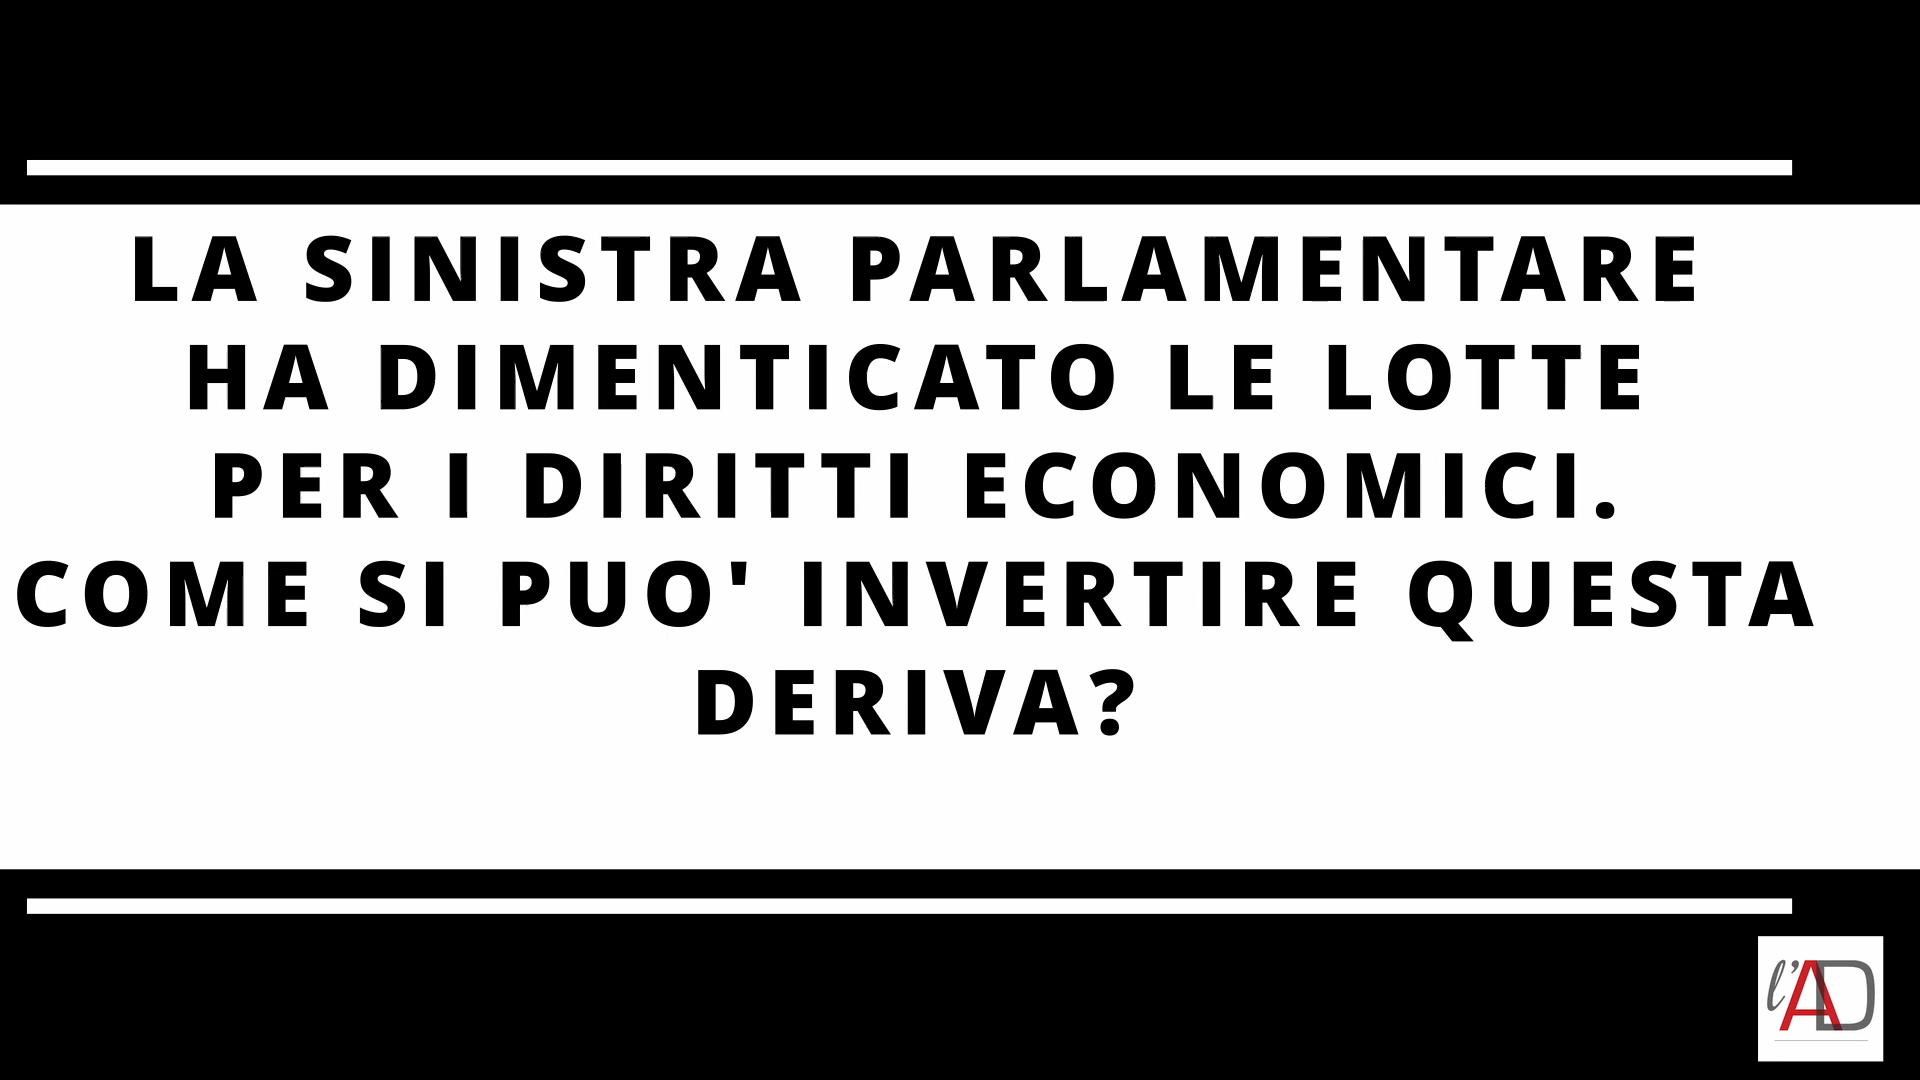 LA SINISTRA PARLAMENTARE
HA DIMENTICATO LE LOTTE
PER I DIRITTI ECONOMICI.
COME SI PUO' INVERTIRE QUESTA
DERIVA?
l'AD